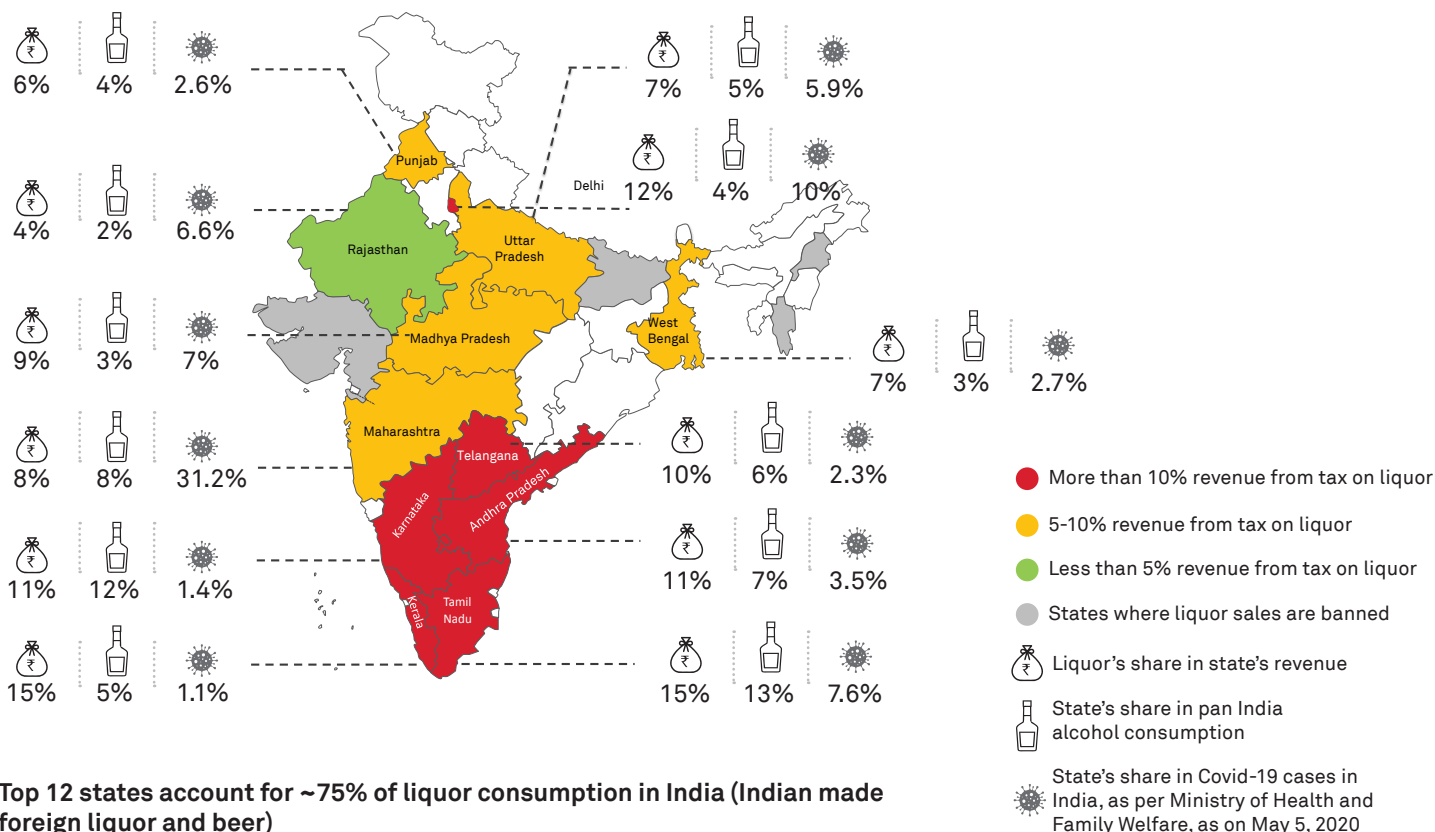 6% 4% 2.6%
7% 5% 5.9%
Punjab
Delhi
12% 4% 10%
4% 2% 6.6%
Rajasthan
Uttar
Pradesh
9% 3% 7%
Madhya Pradesh
West
Bengal
7% 3% 2.7%
8% 8% 31.2%
Maharashtra
Telangana
10% 6% 2.3%
Karnataka
Andhra Pradesh
11% 12% 1.4%
11% 7% 3.5%
Kerala
Tamil
Nadu
15% 5% 1.1%
15% 13% 7.6%
More than 10% revenue from tax on liquor
5-10% revenue from tax on liquor
Less than 5% revenue from tax on liquor
States where liquor sales are banned
₹ Liquor's share in state's revenue
State's share in pan India
alcohol consumption
State's share in Covid-19 cases in
India, as per Ministry of Health and
Family Welfare, as on May 5, 2020
Top 12 states account for ~75% of liquor consumption in India (Indian made
foreign liquor and beer)